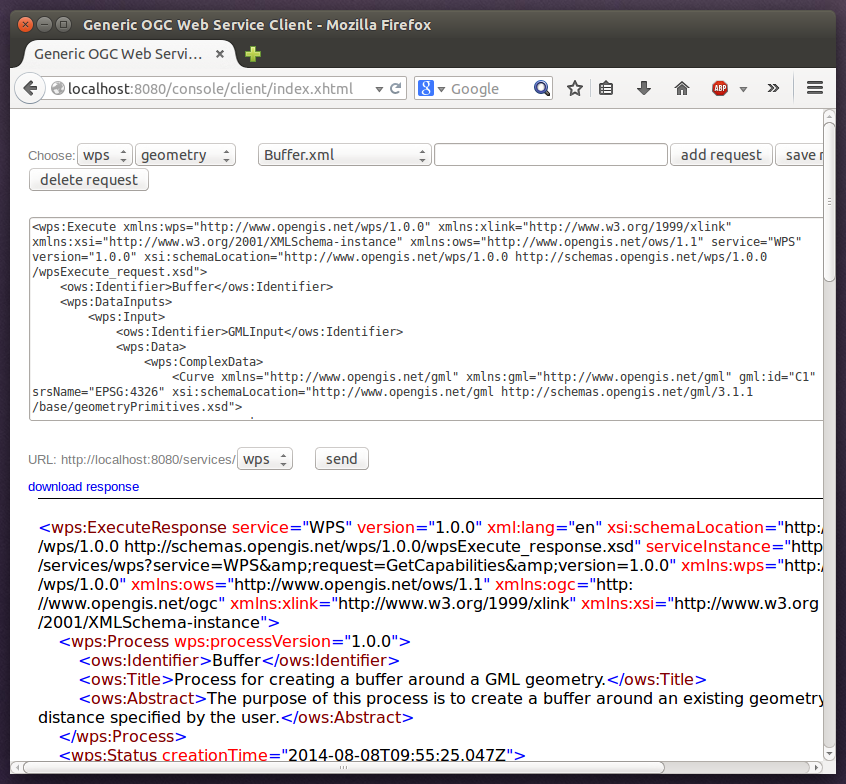 Generic OGC Web Service Client - Mozilla Firefox
Generic OGC Web Servi...
localhost:8080/console/client/index.xhtml
8
Google
ABP
Choose: wps geometry Buffer.xml add request save
delete request
<wps:Execute xmlns:wps="http://www.opengis.net/wps/1.0.0" xmlns:xlink="http://www.w3.org/1999/xlink"
xmlns:xsi="http://www.w3.org/2001/XMLSchema-instance" xmlns:ows="http://www.opengis.net/ows/1.1" service="WPS"
version="1.0.0" xsi:schemaLocation="http://www.opengis.net/wps/1.0.0 http://schemas.opengis.net/wps/1.0.0
/wpsExecute_request.xsd">
<ows:Identifier>Buffer</ows:Identifier>
<wps:DataInputs>
<wps:Input>
<ows:Identifier>GMLInput</ows:Identifier>
<wps:Data>
<wps:ComplexData>
<Curve xmlns="http://www.opengis.net/gml" xmlns:gml="http://www.opengis.net/gml" gml:id="C1"
srsName="EPSG:4326" xsi:schemaLocation="http://www.opengis.net/gml http://schemas.opengis.net/gml/3.1.1
/base/geometryPrimitives.xsd">
URL: http://localhost:8080/services/ wps send
download response
<wps:ExecuteResponse service="WPS" version="1.0.0" xml:lang="en" xsi:schemaLocation="http:/
/wps/1.0.0 http://schemas.opengis.net/wps/1.0.0/wpsExecute_response.xsd" serviceInstance="http
/services/wps?service=WPS&amp;request=GetCapabilities&amp;version=1.0.0" xmlns:wps="http:/
/wps/1.0.0" xmlns:ows="http://www.opengis.net/ows/1.1" xmlns:ogc="http:
//www.opengis.net/ogc" xmlns:xlink="http://www.w3.org/1999/xlink" xmlns:xsi="http://www.w3.org
/2001/XMLSchema-instance">
<wps:Process wps:processVersion="1.0.0">
<ows:Identifier>Buffer</ows:Identifier>
<ows:Title>Process for creating a buffer around a GML geometry.</ows:Title>
<ows:Abstract>The purpose of this process is to create a buffer around an existing geometry
distance specified by the user.</ows:Abstract>
</wps:Process>
<wps:Status creationTime="2014-08-08T09:55:25.047Z">